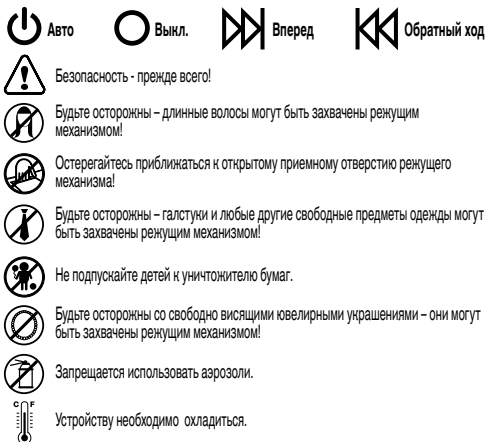 Авто Выкл. Вперед Обратный ход
Безопасность - прежде всего!
Будьте осторожны – длинные волосы могут быть захвачены режущим
механизмом!
Остерегайтесь приближаться к открытому приемному отверстию режущего
механизма!
Будьте осторожны – галстуки и любые другие свободные предметы одежды могут
быть захвачены режущим механизмом!
Не подпускайте детей к уничтожителю бумаг.
Будьте осторожны со свободно висящими ювелирными украшениями – они могут
быть захвачены режущим механизмом!
Запрещается использовать аэрозоли.
C F
Устройству необходимо охладиться.